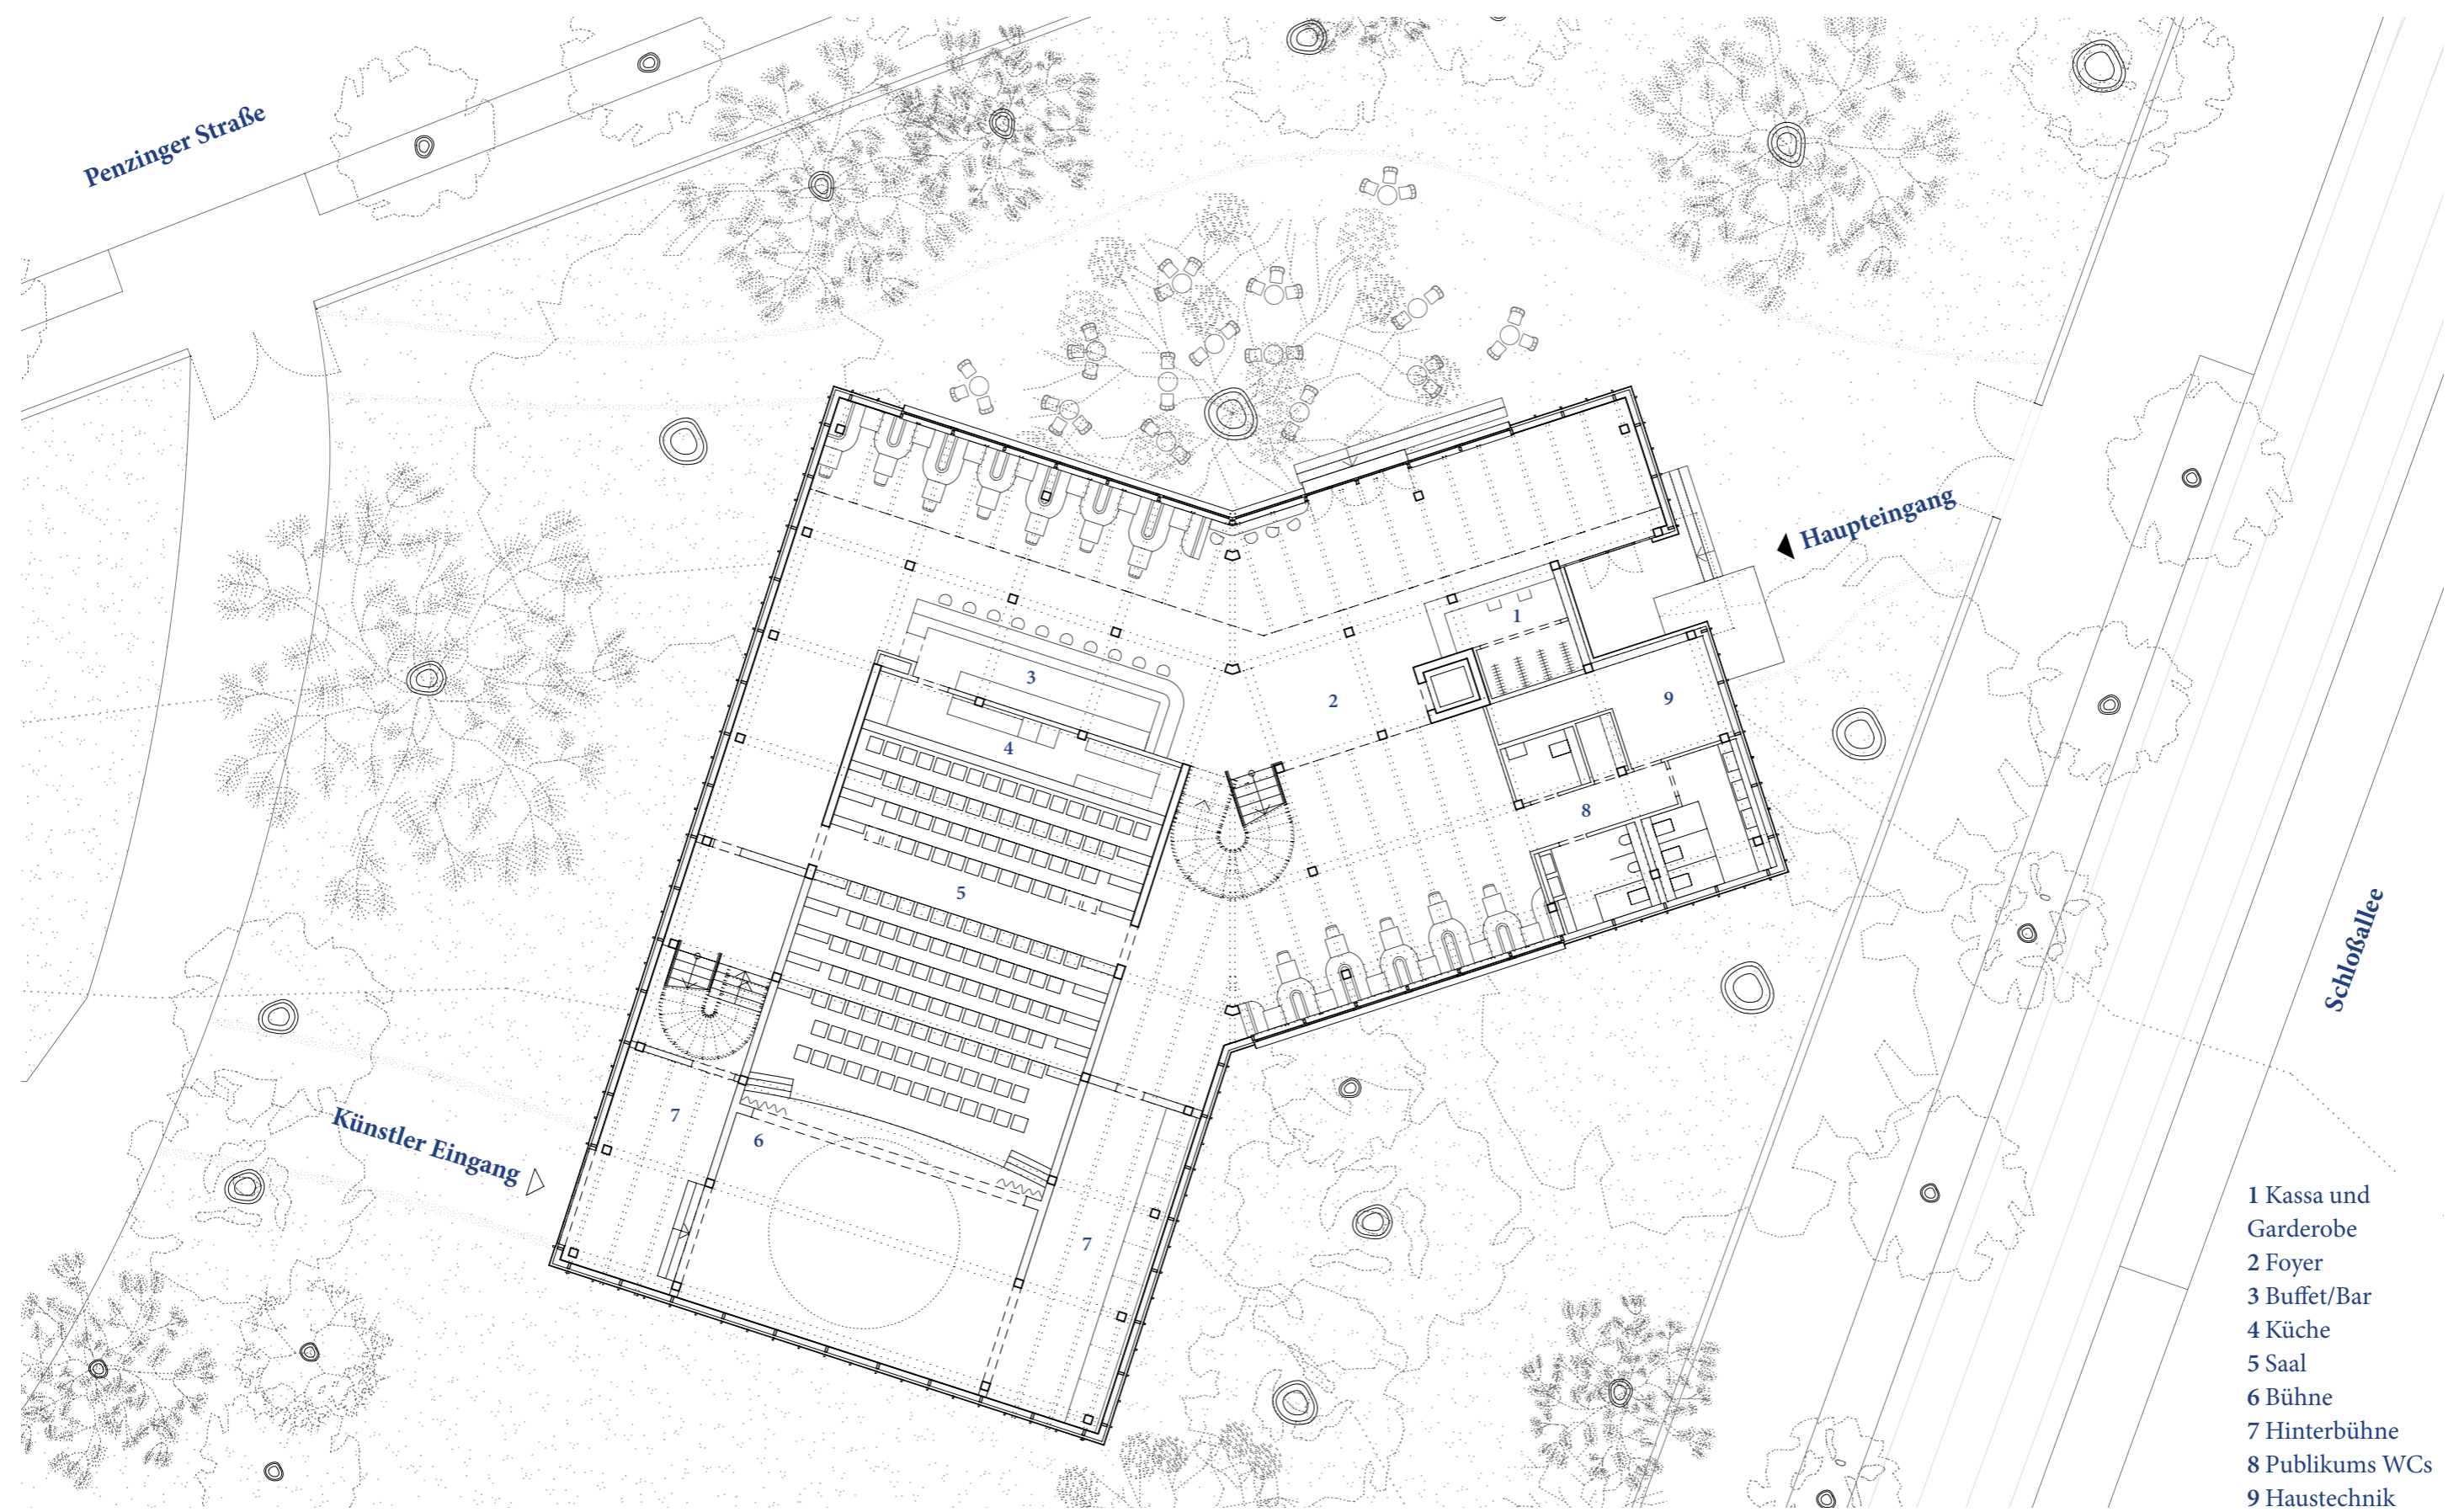 Penzinger Straße
Haupteingang
1
3
2
9
4
8
5
Schloßallee
Künstler Eingang
7
6
7
1 Kassa und
Garderobe
2 Foyer
3 Buffet/Bar
4 Küche
5 Saal
6 Bühne
7 Hinterbühne
8 Publikums WCs
9 Haustechnik